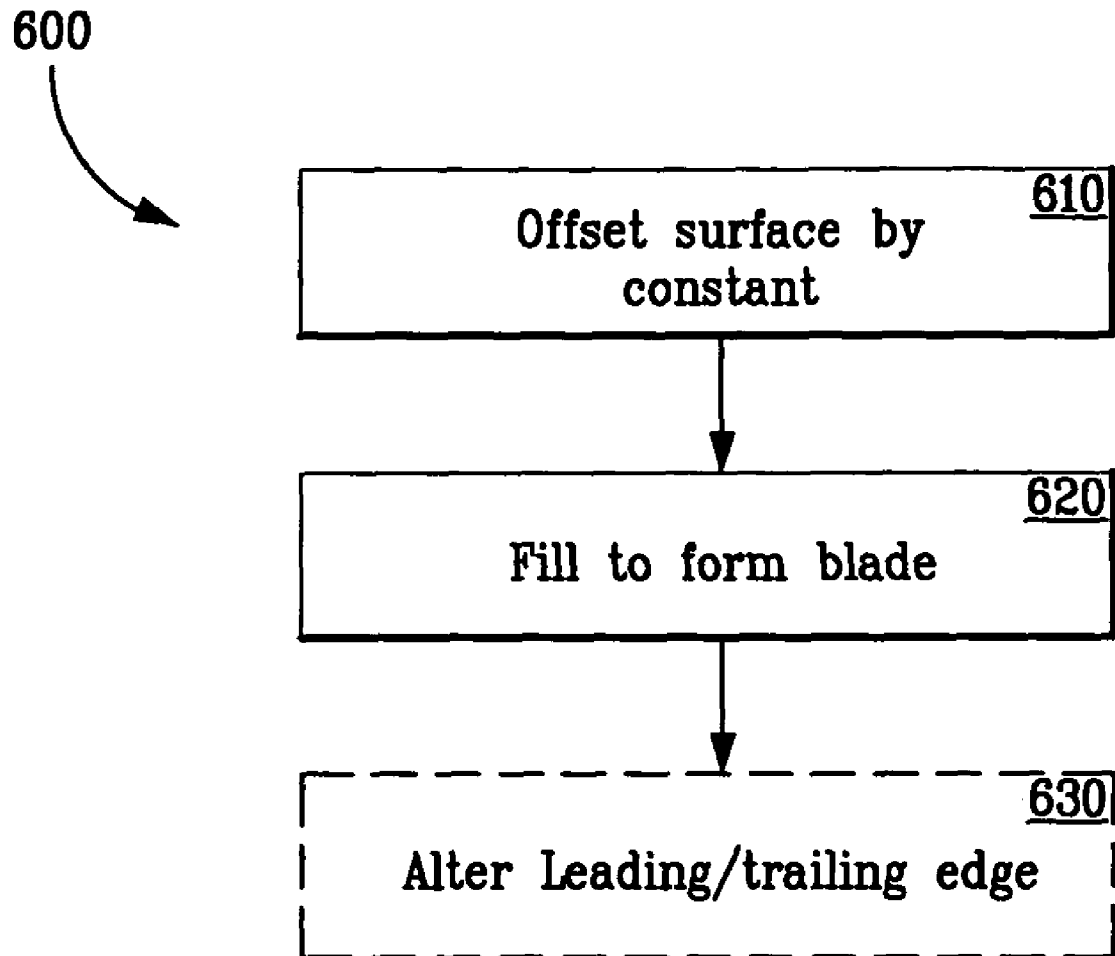 600
610
Offset surface by
constant
620
Fill to form blade
630
Alter Leading/trailing edge